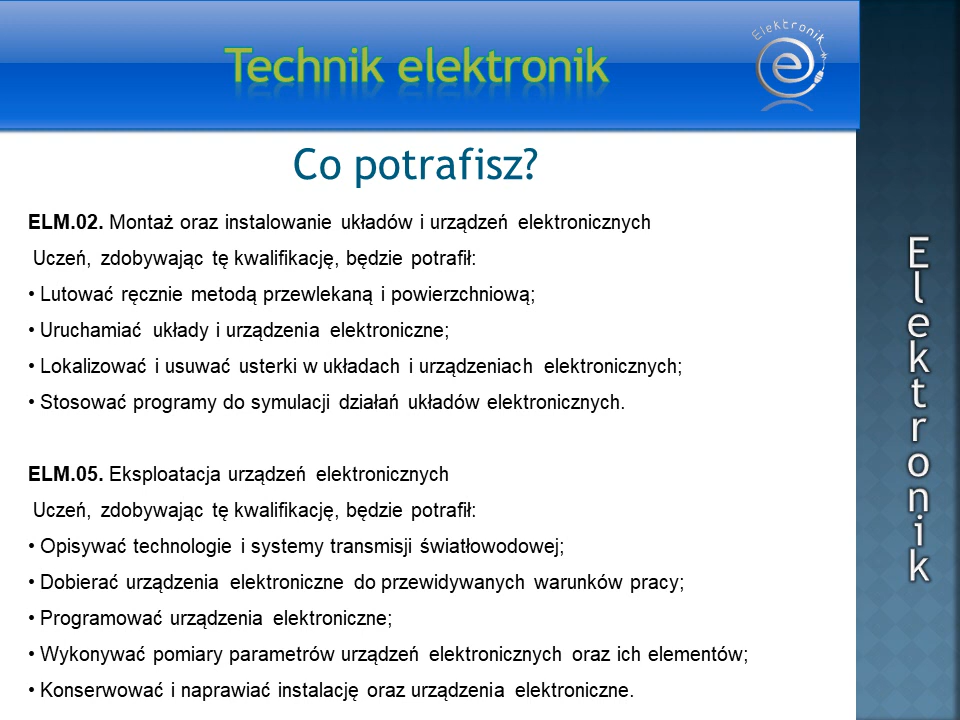 Technik elektronik
Elektronik
e
Co potrafisz?
ELM.02. Montaż oraz instalowanie układów i urządzeń elektronicznych
Uczeń, zdobywając tę kwalifikację, będzie potrafił:
• Lutować ręcznie metodą przewlekaną i powierzchniową;
• Uruchamiać układy i urządzenia elektroniczne;
• Lokalizować i usuwać usterki w układach i urządzeniach elektronicznych;
• Stosować programy do symulacji działań układów elektronicznych.
ELM.05. Eksploatacja urządzeń elektronicznych
Uczeń, zdobywając tę kwalifikację, będzie potrafił:
• Opisywać technologie i systemy transmisji światłowodowej;
• Dobierać urządzenia elektroniczne do przewidywanych warunków pracy;
• Programować urządzenia elektroniczne;
• Wykonywać pomiary parametrów urządzeń elektronicznych oraz ich elementów;
• Konserwować i naprawiać instalację oraz urządzenia elektroniczne.
Elektronik